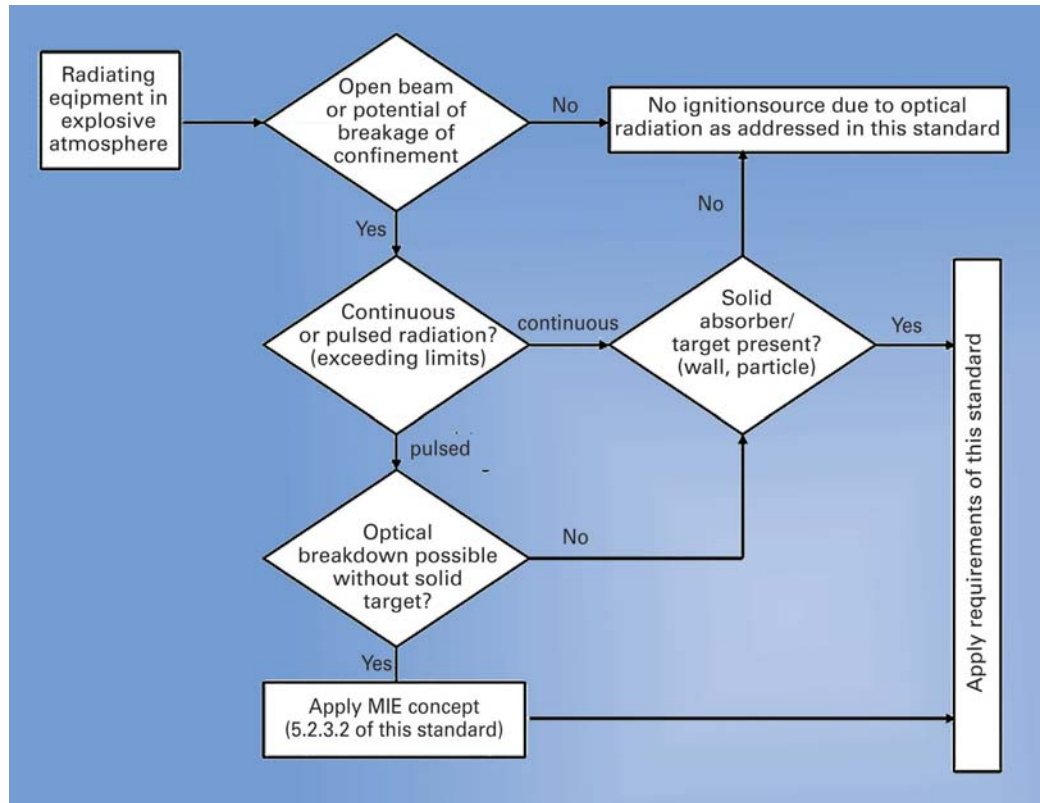 Radiating
eqipment in
explosive
atmosphere
Open beam
or potential of
breakage of
confinement
No
No ignitionsource due to optical
radiation as addressed in this standard
Yes
No
Continuous
or pulsed radiation?
(exceeding limits)
continuous
Solid
absorber/
target present?
(wall, particle)
Yes
pulsed
Optical
breakdown possible
without solid
target?
No
Yes
Apply MIE concept
(5.2.3.2 of this standard)
Apply requirements of this standard